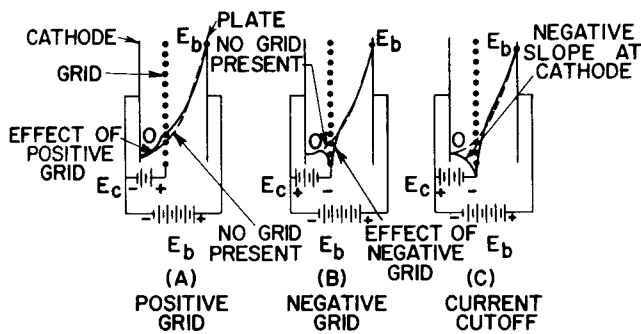 CATHODE
GRID
EFFECT OF
POSITIVE
GRID
E_b
PLATE
NO GRID
PRESENT
O
E_c
- +
- +
E_b
NO GRID
PRESENT
(A)
POSITIVE
GRID
E_b
O
E_c
+ -
- +
E_b
EFFECT OF
NEGATIVE
GRID
(B)
NEGATIVE
GRID
NEGATIVE
SLOPE AT
CATHODE
E_b
O
E_c
+ -
- +
E_b
(C)
CURRENT
CUTOFF